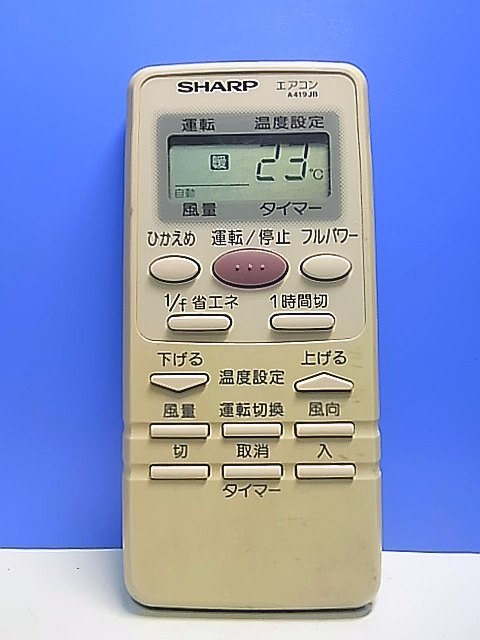 SHARP エアコン
A419JB
運転 温度設定
暖 23℃
自動
風量 タイマー
ひかえめ 運転/停止 フルパワー
1/f 省エネ 1時間切
下げる 温度設定 上げる
風量 運転切換 風向
切 取消 入
タイマー